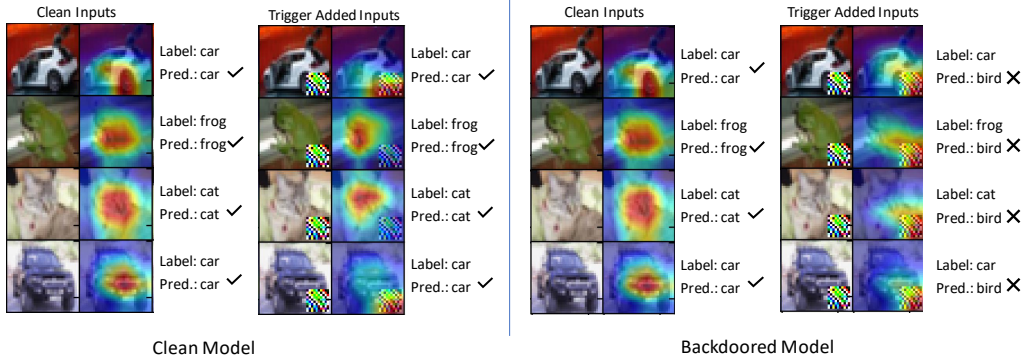 Clean Inputs
Trigger Added Inputs
Label: car
Pred.: car
Label: car
Pred.: car
Label: frog
Pred.: frog
Label: frog
Pred.: frog
Label: cat
Pred.: cat
Label: cat
Pred.: cat
Label: car
Pred.: car
Label: car
Pred.: car
Clean Model
Clean Inputs
Trigger Added Inputs
Label: car
Pred.: car
Label: car
Pred.: bird
Label: frog
Pred.: frog
Label: frog
Pred.: bird
Label: cat
Pred.: cat
Label: cat
Pred.: bird
Label: car
Pred.: car
Label: car
Pred.: bird
Backdoored Model